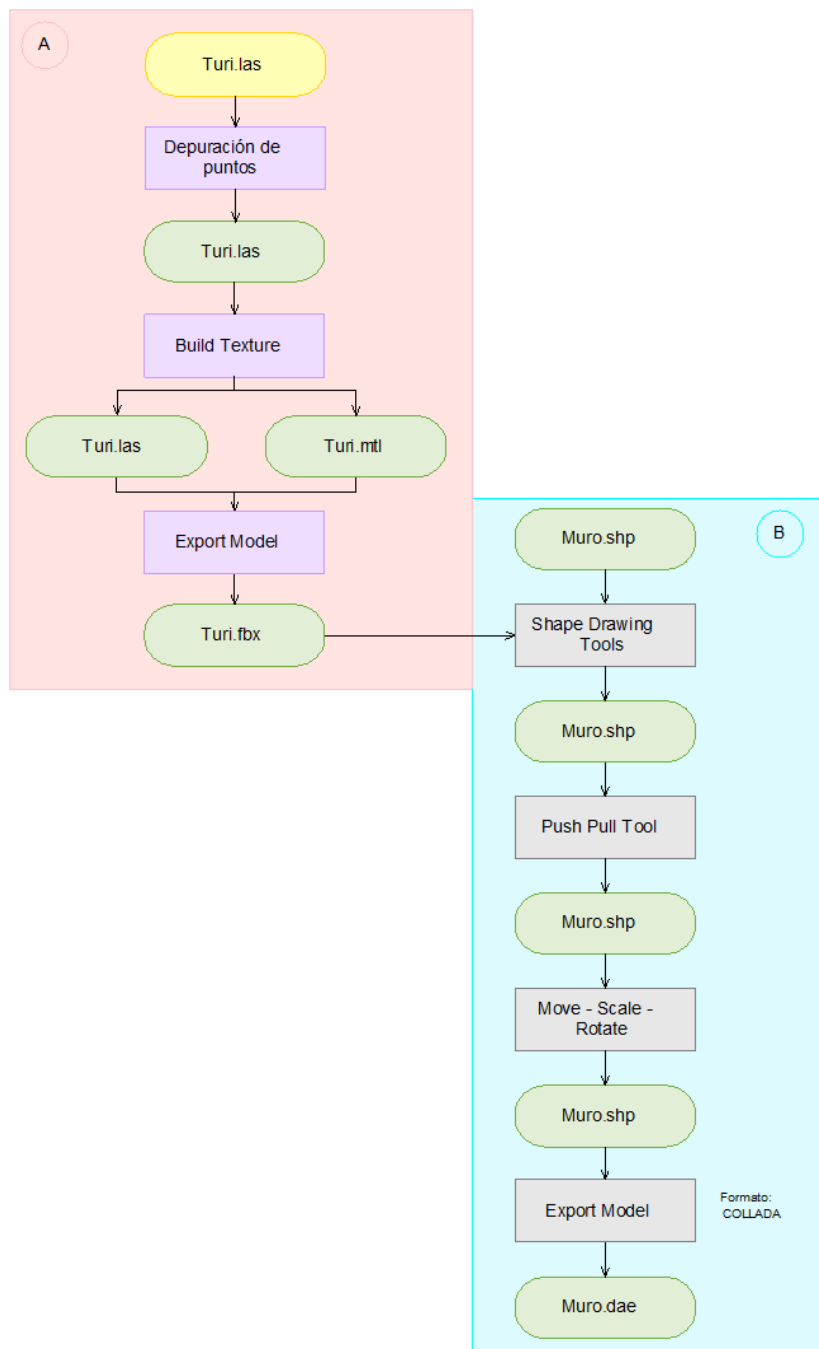 A
Turi.las
Depuración de
puntos
Turi.las
Build Texture
Turi.las
Turi.mtl
Export Model
Turi.fbx
B
Muro.shp
Shape Drawing
Tools
Muro.shp
Push Pull Tool
Muro.shp
Move - Scale -
Rotate
Muro.shp
Export Model
Formato:
COLLADA
Muro.dae